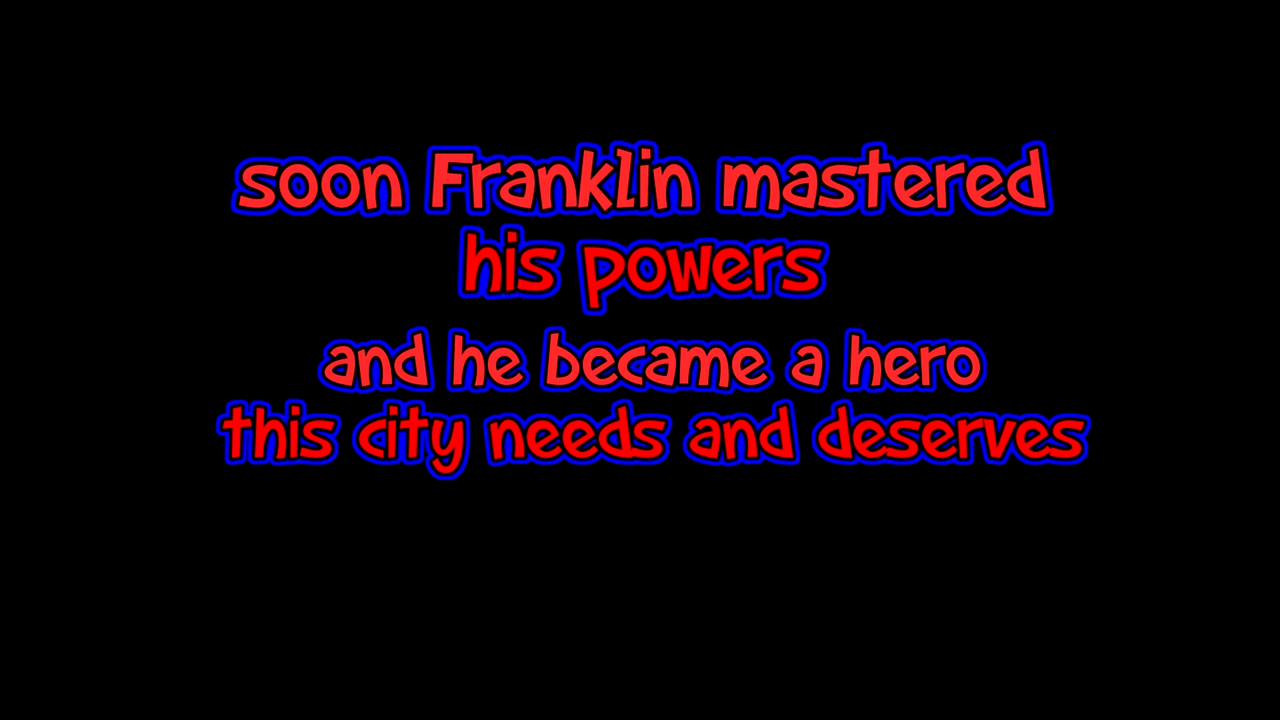 soon Franklin mastered
his powers
and he became a hero
this city needs and deserves